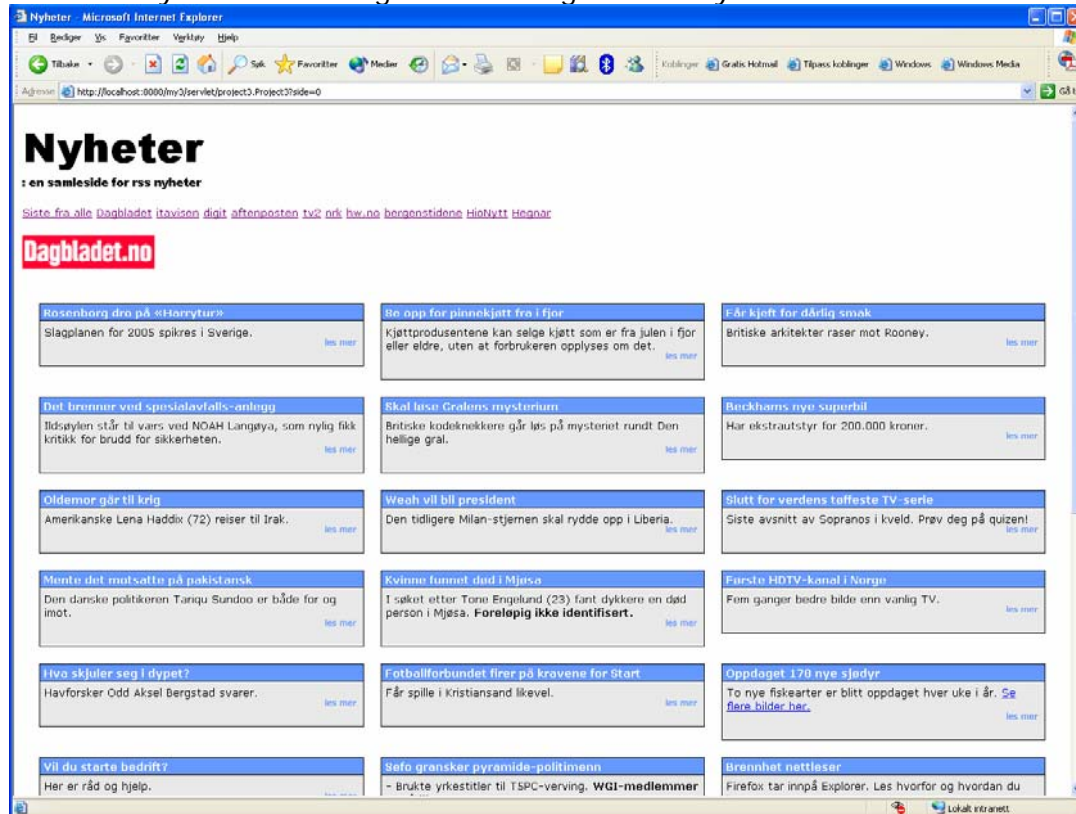 Nyheter - Microsoft Internet Explorer
Fil Rediger Vis Favoritter Verktøy Hjelp
Tilbake Søk Favoritter Medier Koblinger Gratis Hotmail Tilpass koblinger Windows Windows Media
Adresse http://localhost:8080/my3/servlet/project3.Project3?side=0 Gå t
Nyheter
: en samleside for rss nyheter
Siste fra alle Dagbladet itavisen digit aftenposten tv2 nrk hw.no bergenstidene HioNytt Hegnar
Dagbladet.no
Rosenborg dro på «Harrytur»
Slagplanen for 2005 spikres i Sverige.
les mer
Se opp for pinnekjøtt fra i fjor
Kjøttprodusentene kan selge kjøtt som er fra julen i fjor
eller eldre, uten at forbrukeren opplyses om det.
les mer
Får kjeft for dårlig smak
Britiske arkitekter raser mot Rooney.
les mer
Det brenner ved spesialavfalls-anlegg
Ildsøylen står til værs ved NOAH Langøya, som nylig fikk
kritikk for brudd for sikkerheten.
les mer
Skal løse Gralens mysterium
Britiske kodeknekkere går løs på mysteriet rundt Den
hellige gral.
les mer
Beckhams nye superbil
Har ekstrautstyr for 200.000 kroner.
les mer
Oldemor går til krig
Amerikanske Lena Haddix (72) reiser til Irak.
les mer
Weah vil bli president
Den tidligere Milan-stjernen skal rydde opp i Liberia.
les mer
Slutt for verdens tøffeste TV-serie
Siste avsnitt av Sopranos i kveld. Prøv deg på quizen!
les mer
Mente det motsatte på pakistansk
Den danske politikeren Tariqu Sundoo er både for og
imot.
les mer
Kvinne funnet død i Mjøsa
I søket etter Tone Engelund (23) fant dykkere en død
person i Mjøsa. Foreløpig ikke identifisert.
les mer
Første HDTV-kanal i Norge
Fem ganger bedre bilde enn vanlig TV.
les mer
Hva skjuler seg i dypet?
Havforsker Odd Aksel Bergstad svarer.
les mer
Fotballforbundet firer på kravene for Start
Får spille i Kristiansand likevel.
les mer
Oppdaget 170 nye sjødyr
To nye fiskearter er blitt oppdaget hver uke i år. Se
flere bilder her.
les mer
Vil du starte bedrift?
Her er råd og hjelp.
Sefo gransker pyramide-politimenn
- Brukte yrkestitler til T5PC-verving. WGI-medlemmer
Brennhet nettleser
Firefox tar innpå Explorer. Les hvorfor og hvordan du
Lokalt intranett